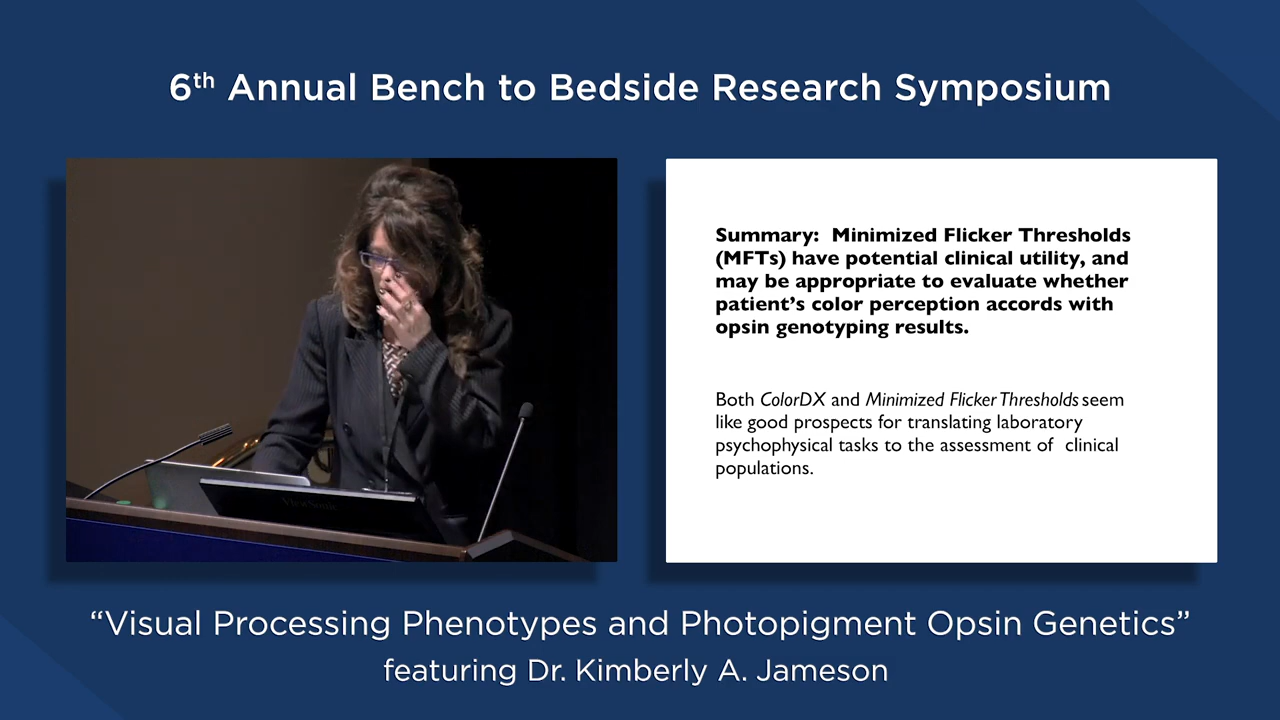 6th Annual Bench to Bedside Research Symposium
Summary: Minimized Flicker Thresholds
(MFTs) have potential clinical utility, and
may be appropriate to evaluate whether
patient's color perception accords with
opsin genotyping results.
Both ColorDX and Minimized Flicker Thresholds seem
like good prospects for translating laboratory
psychophysical tasks to the assessment of clinical
populations.
ViewSonic
“Visual Processing Phenotypes and Photopigment Opsin Genetics”
featuring Dr. Kimberly A. Jameson